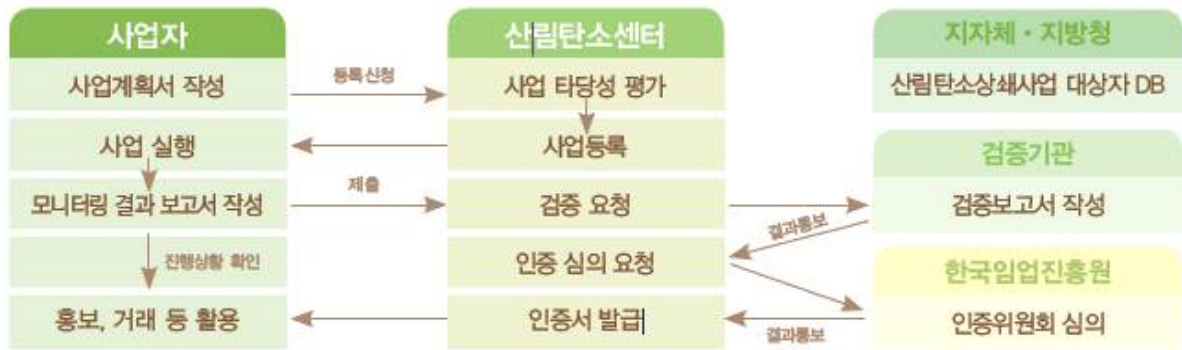 사업자
사업계획서 작성
사업 실행
모니터링 결과 보고서 작성
진행상황 확인
홍보, 거래 등 활용
등록신청
제출
산림탄소센터
사업 타당성 평가
사업등록
검증 요청
인증 심의 요청
인증서 발급
결과통보
결과통보
지자체·지방청
산림탄소상쇄사업 대상자 DB
검증기관
검증보고서 작성
한국임업진흥원
인증위원회 심의